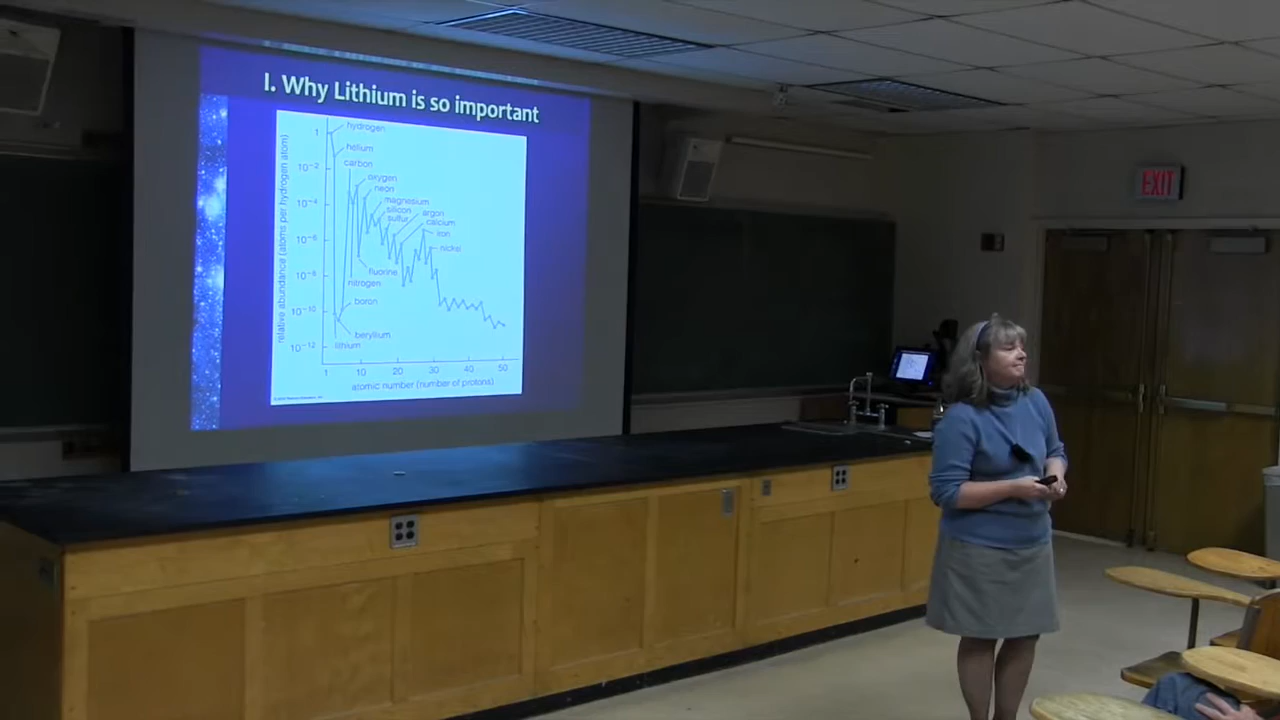 I. Why Lithium is so important
hydrogen
1
helium
carbon
10⁻²
oxygen
neon
10⁻⁴
magnesium
silicon
argon
sulfur
calcium
iron
10⁻⁶
nickel
fluorine
10⁻⁸
nitrogen
boron
10⁻¹⁰
beryllium
lithium
10⁻¹²
relative abundance (atoms per hydrogen atom)
1 10 20 30 40 50
atomic number (number of protons)
EXIT